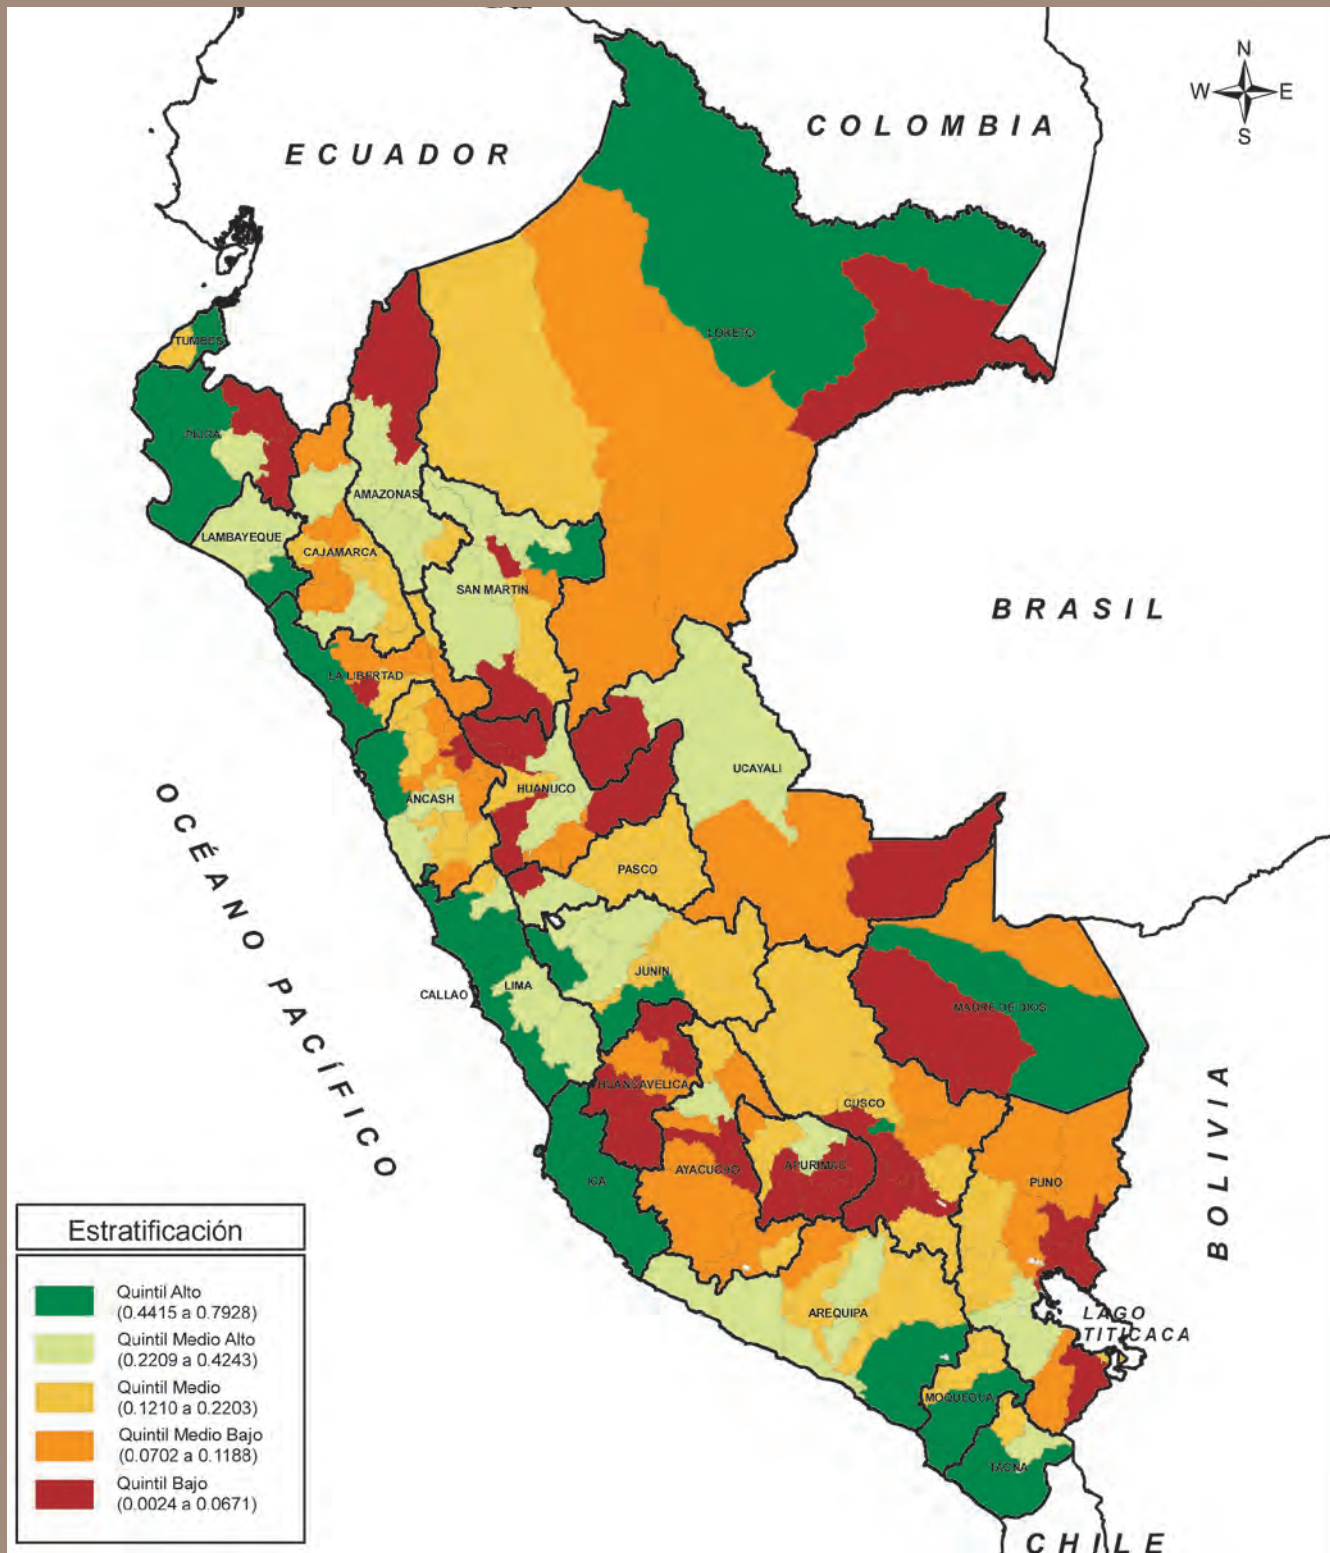 N
W E
S
COLOMBIA
ECUADOR
LORETO
TUMBES
PIURA
AMAZONAS
LAMBAYEQUE
CAJAMARCA
SAN MARTIN
BRASIL
LA LIBERTAD
UCAYALI
HUANUCO
ANCASH
OCÉANO PACÍFICO
PASCO
JUNIN
LIMA
CALLAO
MADRE DE DIOS
HUANCAVELICA
CUSCO
BOLIVIA
AYACUCHO
APURIMAC
ICA
PUNO
Estratificación
Quintil Alto
(0.4415 a 0.7928)
Quintil Medio Alto
(0.2209 a 0.4243)
Quintil Medio
(0.1210 a 0.2203)
Quintil Medio Bajo
(0.0702 a 0.1188)
Quintil Bajo
(0.0024 a 0.0671)
AREQUIPA
LAGO
TITICACA
MOQUEGUA
TACNA
CHILE